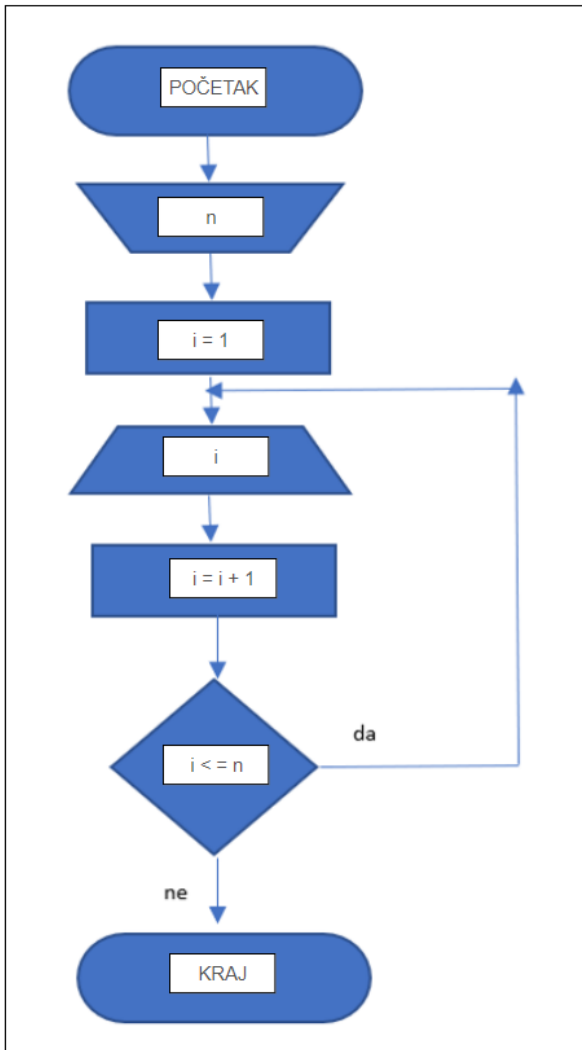 POČETAK
n
i = 1
i
i = i + 1
i < = n
da
ne
KRAJ